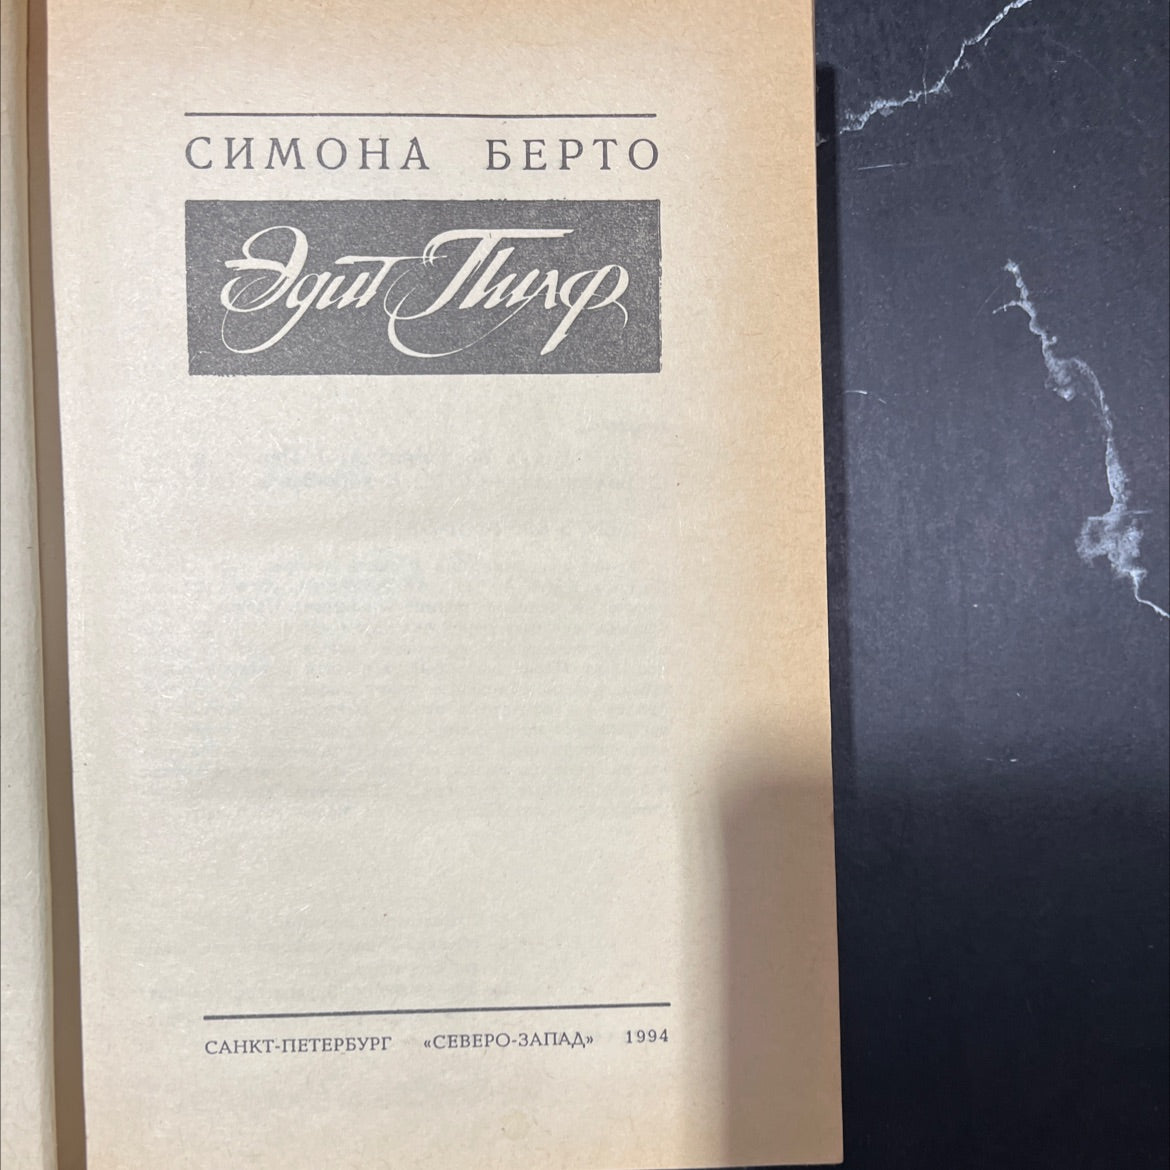 СИМОНА БЕРТО
Эдит Пиаф
САНКТ-ПЕТЕРБУРГ «СЕВЕРО-ЗАПАД» 1994